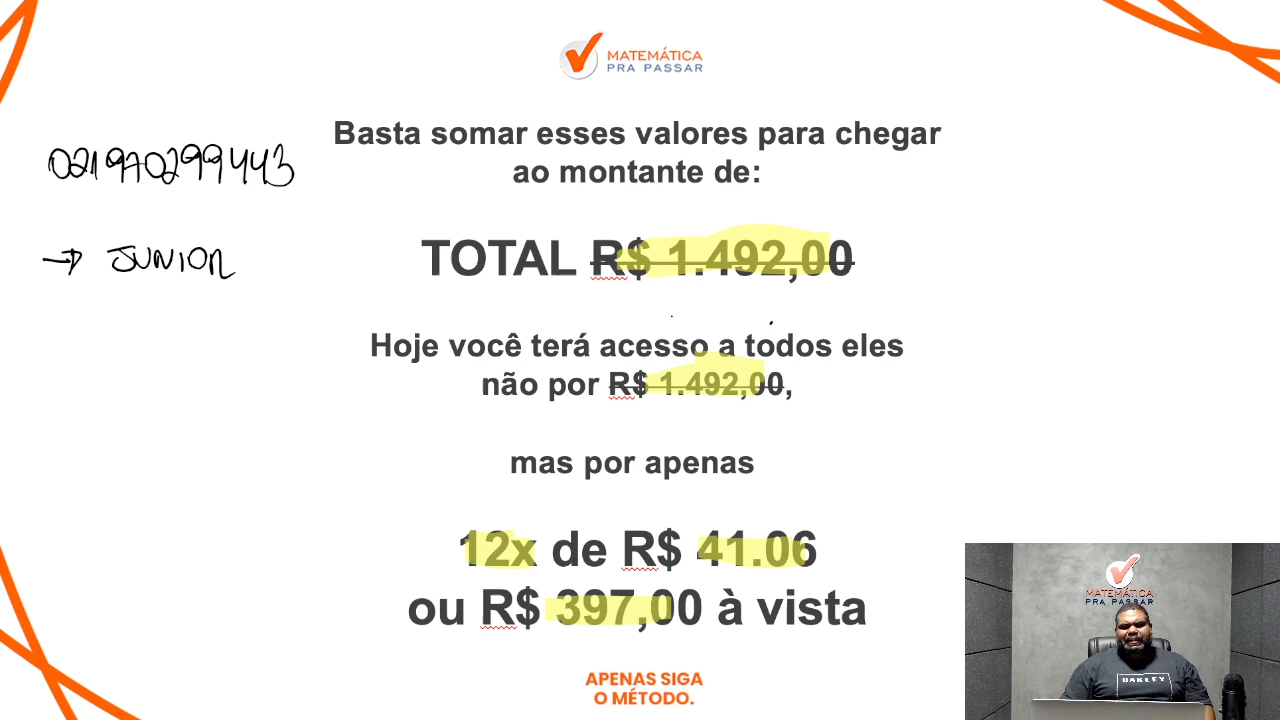 MATEMÁTICA
PRA PASSAR
Basta somar esses valores para chegar
ao montante de:
021970299443
TOTAL R$ 1.492,00
→ JUNIOR
Hoje você terá acesso a todos eles
não por R$ 1.492,00,
mas por apenas
12x de R$ 41.06
ou R$ 397,00 à vista
APENAS SIGA
O MÉTODO.
MATEMÁTICA
PRA PASSAR
OAKLEY